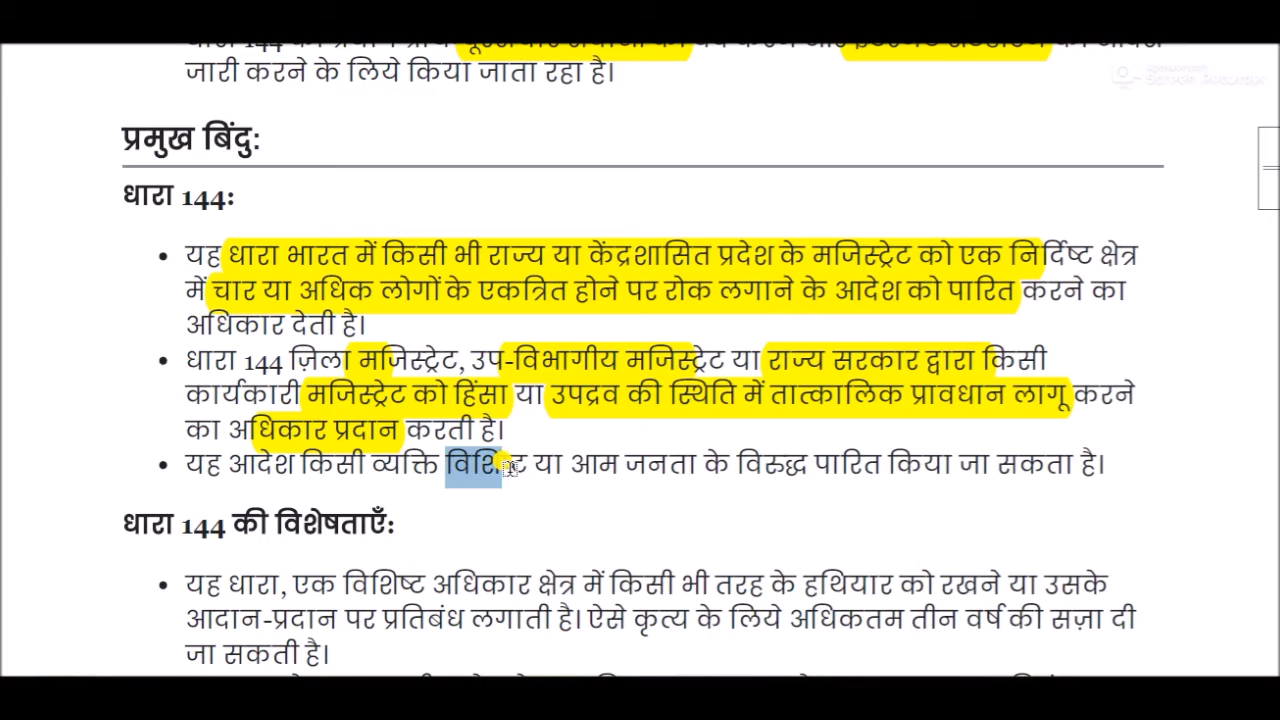 जारी करने के लिये किया जाता रहा है।
प्रमुख बिंदु:
धारा 144:
• यह धारा भारत में किसी भी राज्य या केंद्रशासित प्रदेश के मजिस्ट्रेट को एक निर्दिष्ट क्षेत्र
में चार या अधिक लोगों के एकत्रित होने पर रोक लगाने के आदेश को पारित करने का
अधिकार देती है।
• धारा 144 ज़िला मजिस्ट्रेट, उप-विभागीय मजिस्ट्रेट या राज्य सरकार द्वारा किसी
कार्यकारी मजिस्ट्रेट को हिंसा या उपद्रव की स्थिति में तात्कालिक प्रावधान लागू करने
का अधिकार प्रदान करती है।
• यह आदेश किसी व्यक्ति विशिष्ट या आम जनता के विरुद्ध पारित किया जा सकता है।
धारा 144 की विशेषताएँ:
• यह धारा, एक विशिष्ट अधिकार क्षेत्र में किसी भी तरह के हथियार को रखने या उसके
आदान-प्रदान पर प्रतिबंध लगाती है। ऐसे कृत्य के लिये अधिकतम तीन वर्ष की सज़ा दी
जा सकती है।